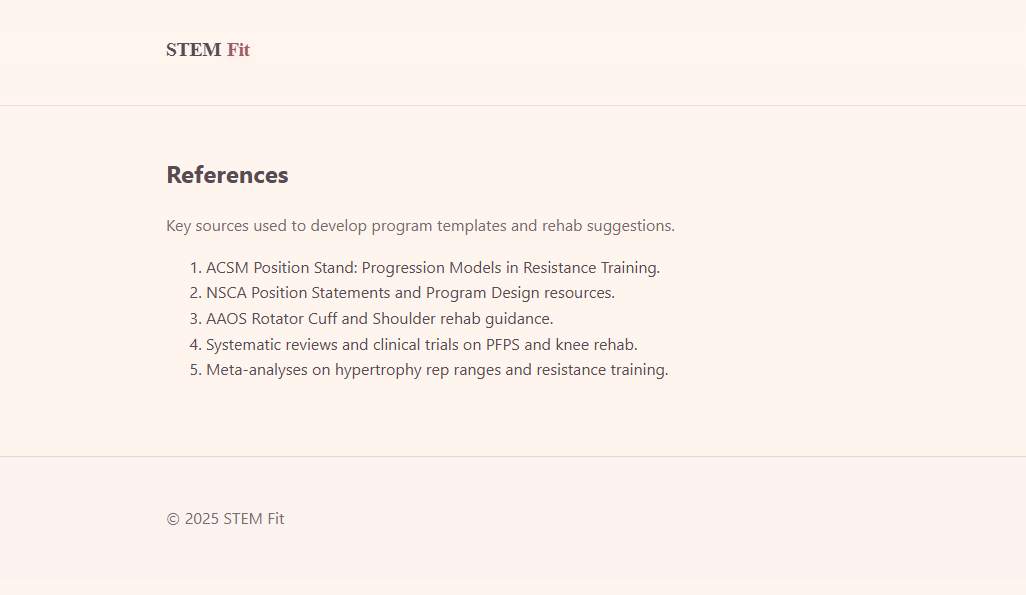 STEM Fit
References
Key sources used to develop program templates and rehab suggestions.
1. ACSM Position Stand: Progression Models in Resistance Training.
2. NSCA Position Statements and Program Design resources.
3. AAOS Rotator Cuff and Shoulder rehab guidance.
4. Systematic reviews and clinical trials on PFPS and knee rehab.
5. Meta-analyses on hypertrophy rep ranges and resistance training.
© 2025 STEM Fit